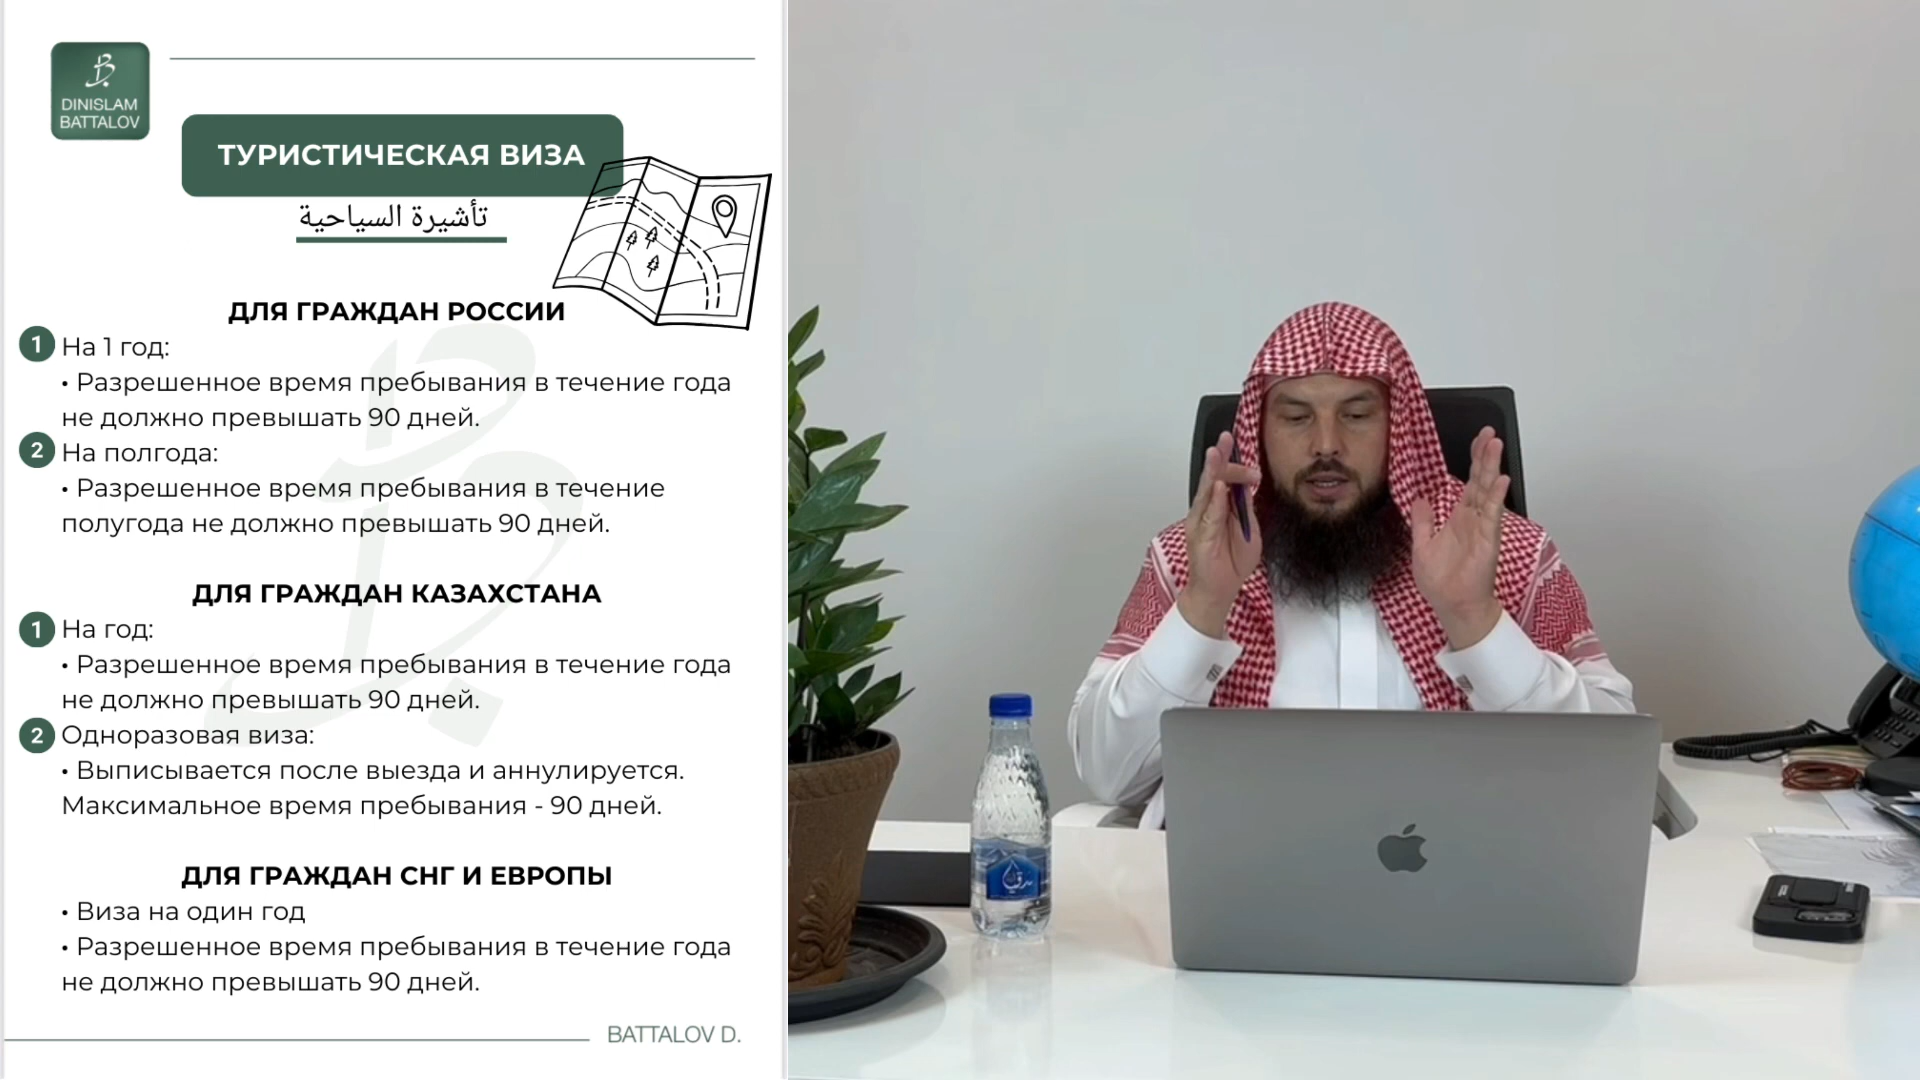 DINISLAM
BATTALOV
ТУРИСТИЧЕСКАЯ ВИЗА
تأشيرة السياحية
ДЛЯ ГРАЖДАН РОССИИ
1 На 1 год:
• Разрешенное время пребывания в течение года
не должно превышать 90 дней.
2 На полгода:
• Разрешенное время пребывания в течение
полугода не должно превышать 90 дней.
ДЛЯ ГРАЖДАН КАЗАХСТАНА
1 На год:
• Разрешенное время пребывания в течение года
не должно превышать 90 дней.
2 Одноразовая виза:
• Выписывается после выезда и аннулируется.
Максимальное время пребывания - 90 дней.
ДЛЯ ГРАЖДАН СНГ И ЕВРОПЫ
• Виза на один год
• Разрешенное время пребывания в течение года
не должно превышать 90 дней.
BATTALOV D.